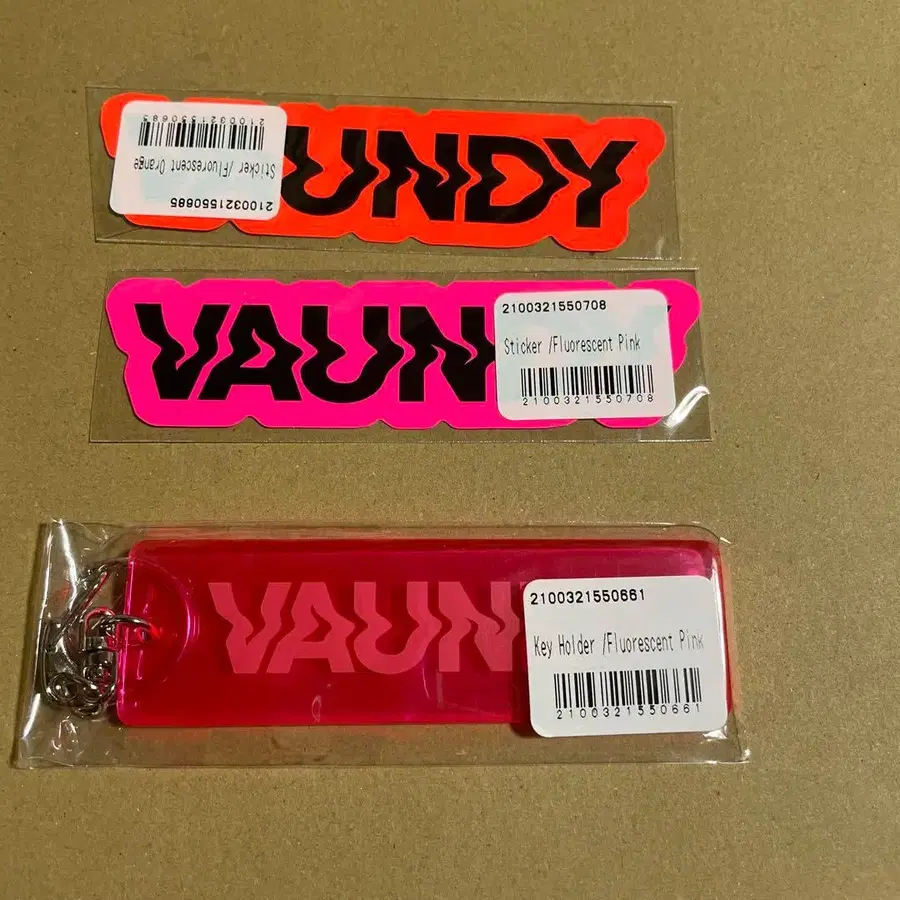 UNDY
2100321550685
Sticker /Fluorescent Orange
2100321550685
VAUN
2100321550708
Sticker /Fluorescent Pink
2100321550708
VAUN
2100321550661
Key Holder /Fluorescent Pink
2100321550661